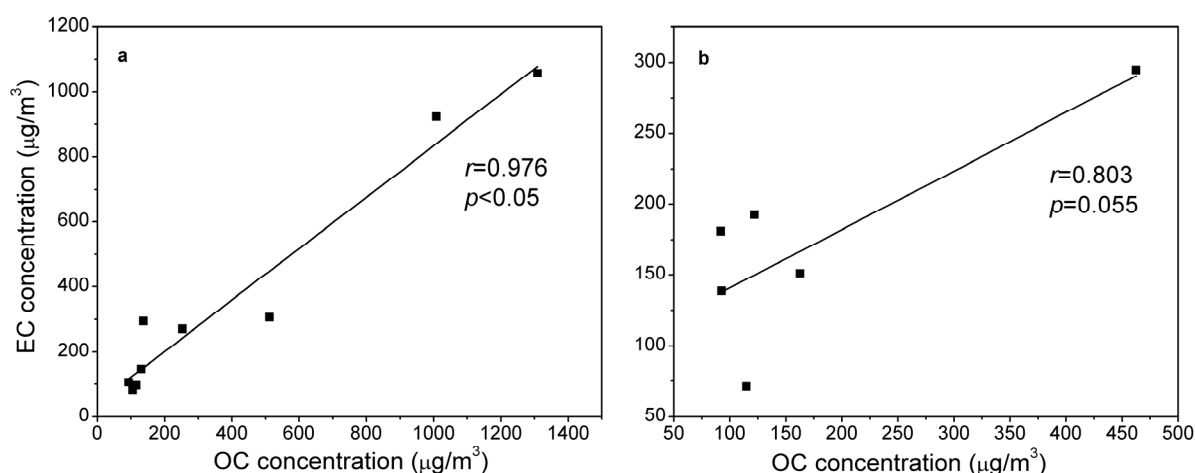 a
EC concentration (μg/m³)
1200
1000
800
600
400
200
0
r=0.976
p<0.05
0 200 400 600 800 1000 1200 1400
OC concentration (μg/m³)
b
300
250
200
150
100
50
r=0.803
p=0.055
50 100 150 200 250 300 350 400 450 500
OC concentration (μg/m³)